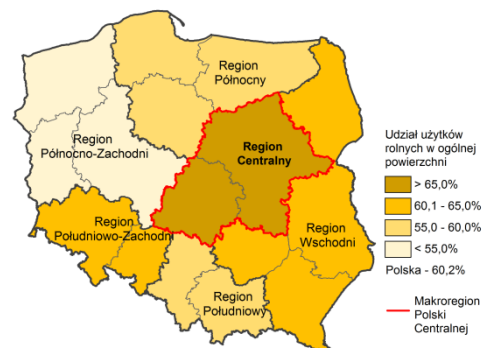 Region
Północny
Region
Północno-Zachodni
Region
Centralny
Region
Południowo-Zachodni
Region
Wschodni
Region
Południowy
Udział użytków
rolnych w ogólnej
powierzchni
> 65,0%
60,1 - 65,0%
55,0 - 60,0%
< 55,0%
Polska - 60,2%
Makroregion
Polski
Centralnej